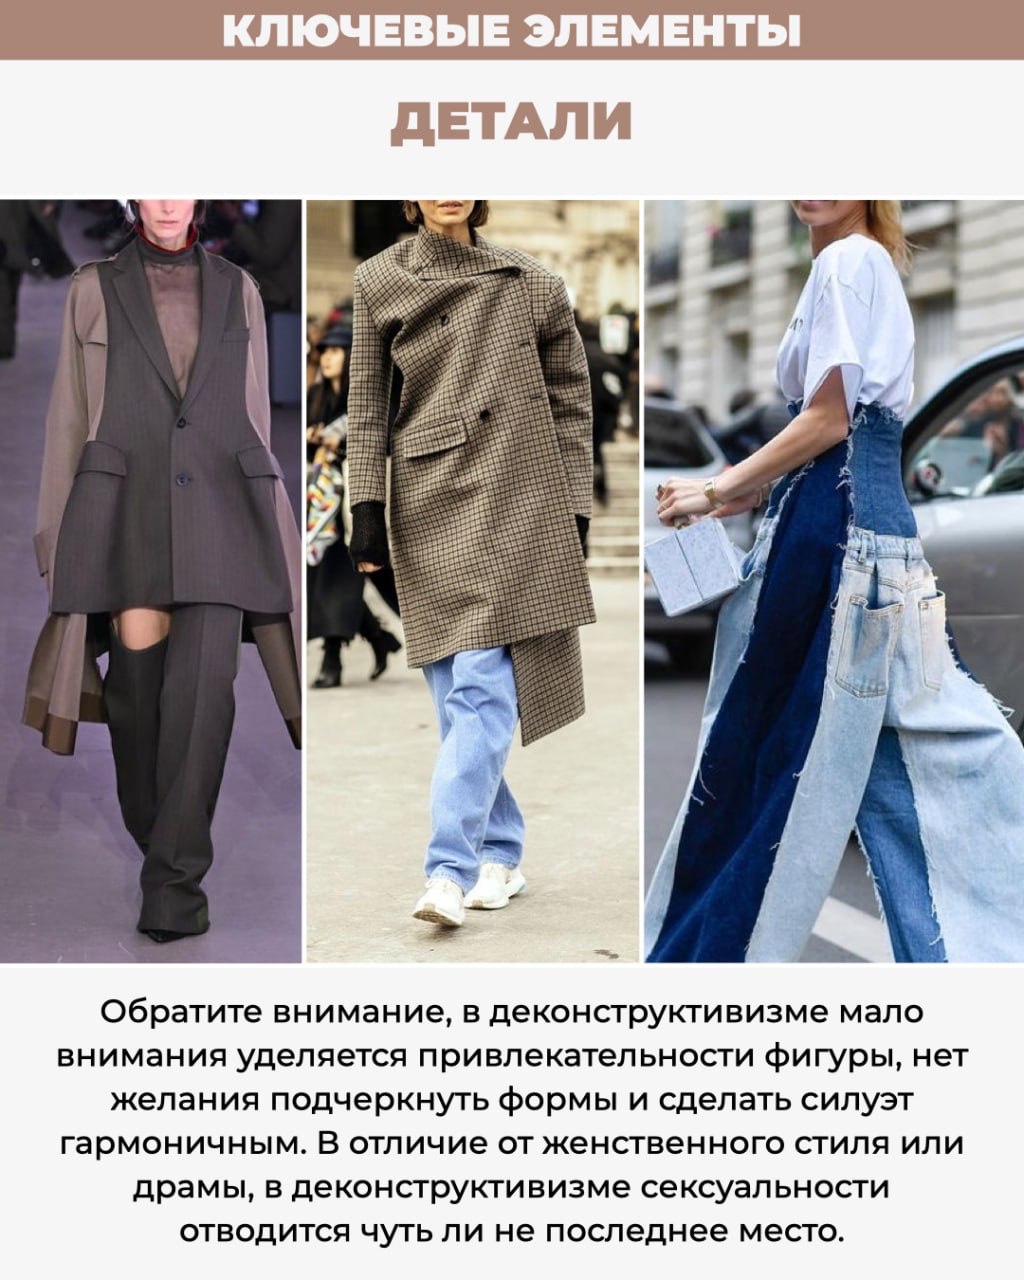 КЛЮЧЕВЫЕ ЭЛЕМЕНТЫ
ДЕТАЛИ
Обратите внимание, в деконструктивизме мало
внимания уделяется привлекательности фигуры, нет
желания подчеркнуть формы и сделать силуэт
гармоничным. В отличие от женственного стиля или
драмы, в деконструктивизме сексуальности
отводится чуть ли не последнее место.